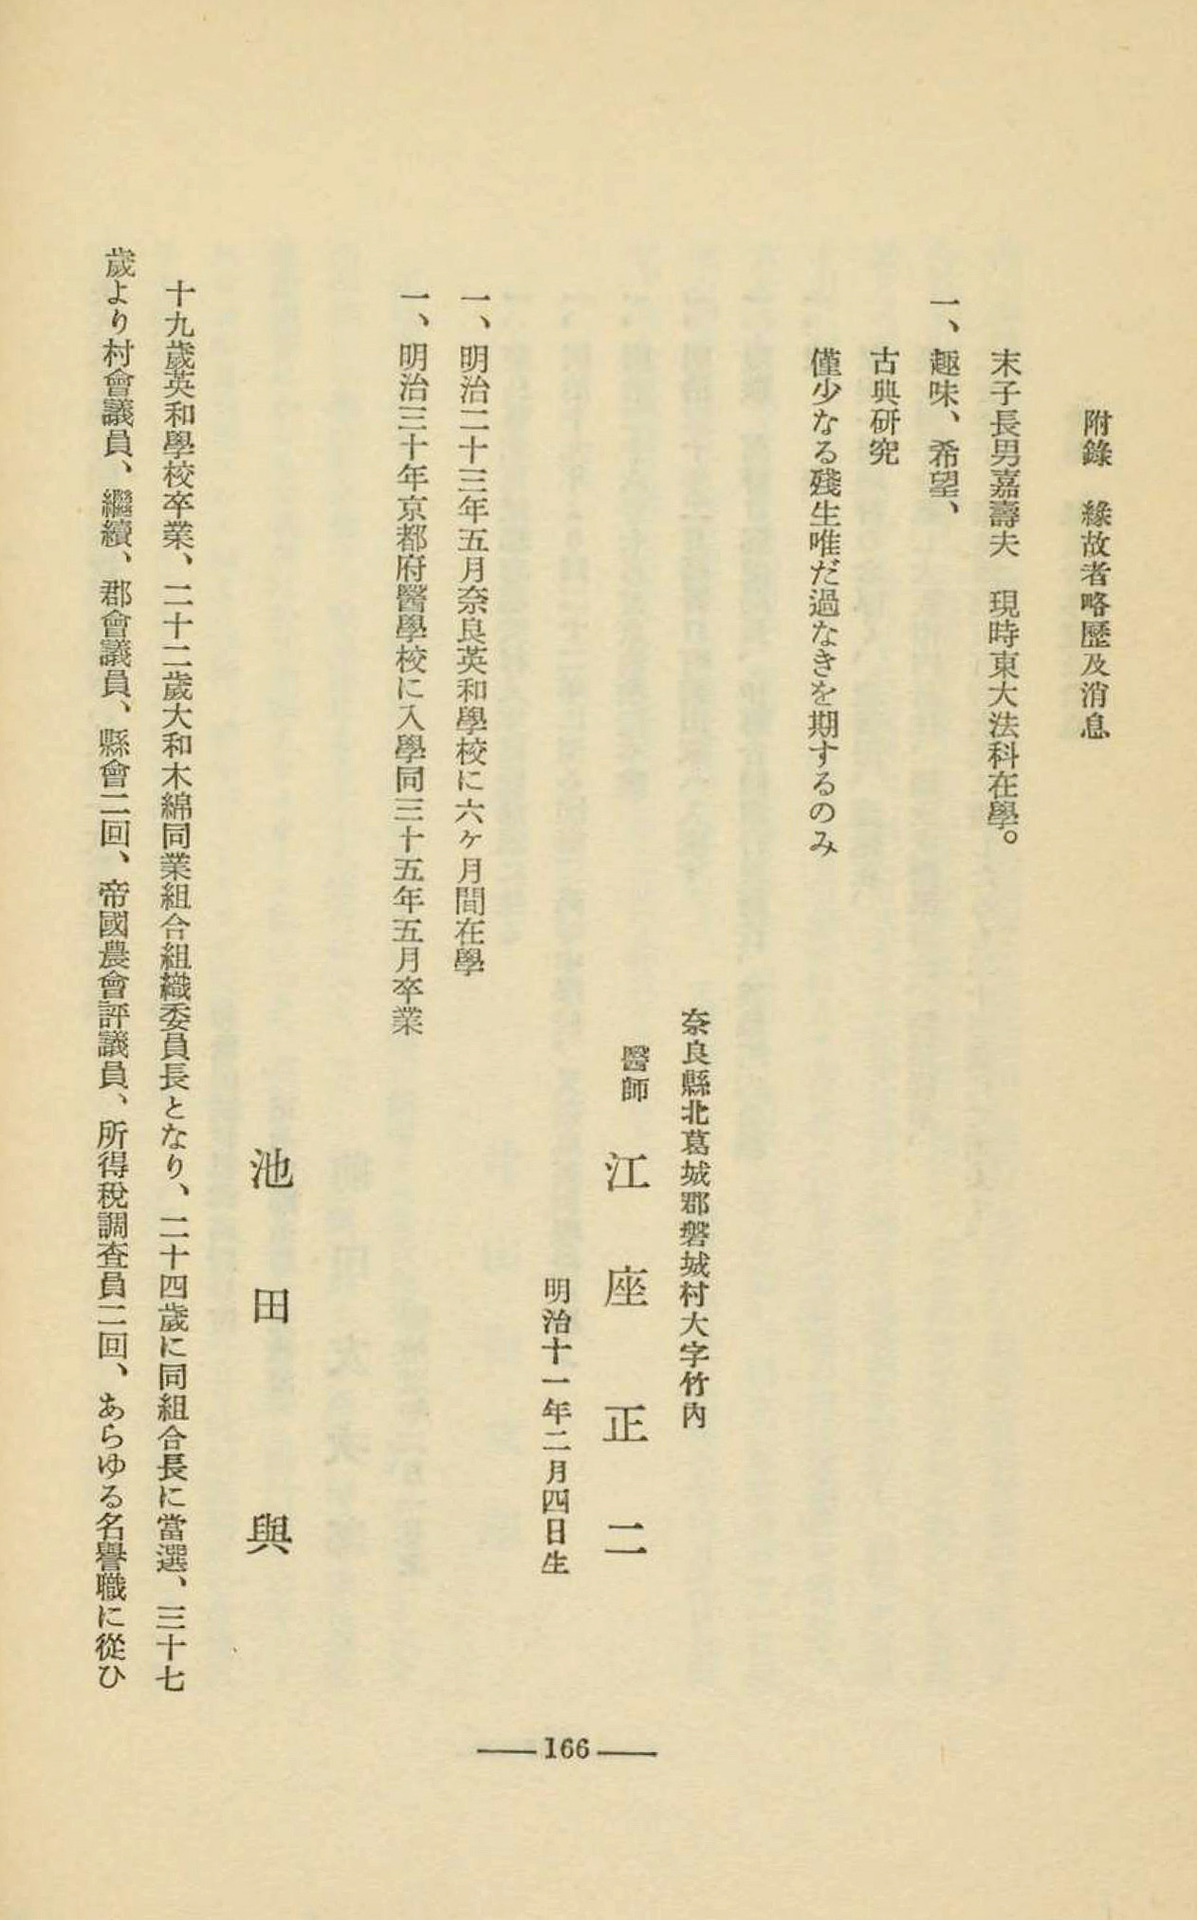 附錄　緣故者略歷及消息
末子長男嘉壽夫　現時東大法科在學。
一、趣味、希望、
古典研究
僅少なる殘生唯だ過なきを期するのみ
奈良縣北葛城郡磐城村大字竹內
醫師　江座正二
明治十一年二月四日生
一、明治二十三年五月奈良英和學校に六ヶ月間在學
一、明治三十年京都府醫學校に入學同三十五年五月卒業
池田與
十九歲英和學校卒業、二十二歲大和木綿同業組合組織委員長となり、二十四歲に同組合長に當選、三十七
歲より村會議員、繼續、郡會議員、縣會二回、帝國農會評議員、所得稅調查員二回、あらゆる名譽職に從ひ
166